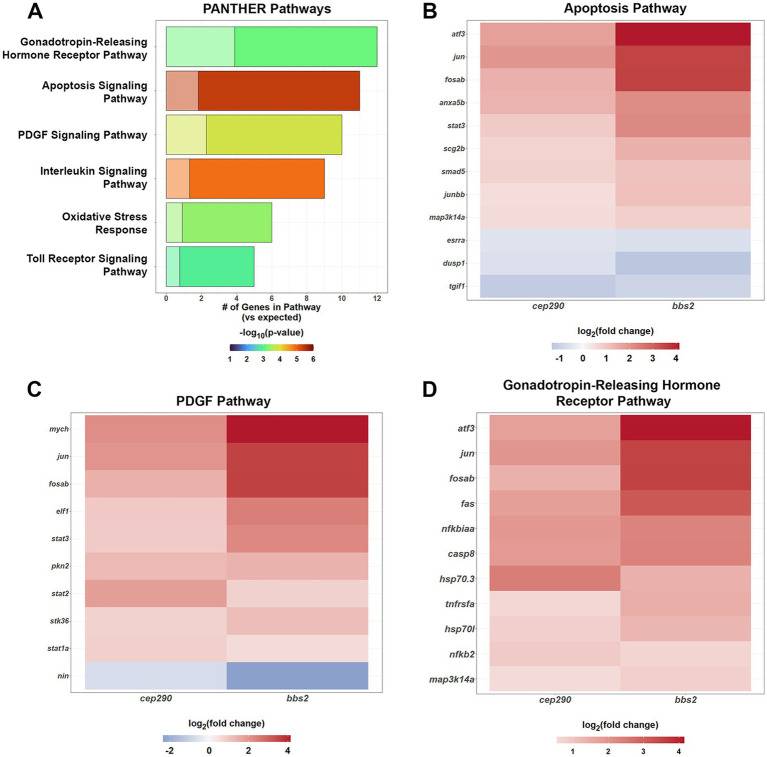 A
PANTHER Pathways
Gonadotropin-Releasing
Hormone Receptor Pathway
Apoptosis Signaling
Pathway
PDGF Signaling Pathway
Interleukin Signaling
Pathway
Oxidative Stress
Response
Toll Receptor Signaling
Pathway
0 2 4 6 8 10 12
# of Genes in Pathway
(vs expected)
-log10(p-value)
1 2 3 4 5 6
B
Apoptosis Pathway
atf3
jun
fosab
anxa5b
stat3
scg2b
smad5
junbb
map3k14a
esrra
dusp1
tgif1
cep290 bbs2
log2(fold change)
-1 0 1 2 3 4
C
PDGF Pathway
mych
jun
fosab
elf1
stat3
pkn2
stat2
stk36
stat1a
nin
cep290 bbs2
log2(fold change)
-2 0 2 4
D
Gonadotropin-Releasing Hormone
Receptor Pathway
atf3
jun
fosab
fas
nfkbiaa
casp8
hsp70.3
tnfrsfa
hsp70l
nfkb2
map3k14a
cep290 bbs2
log2(fold change)
1 2 3 4